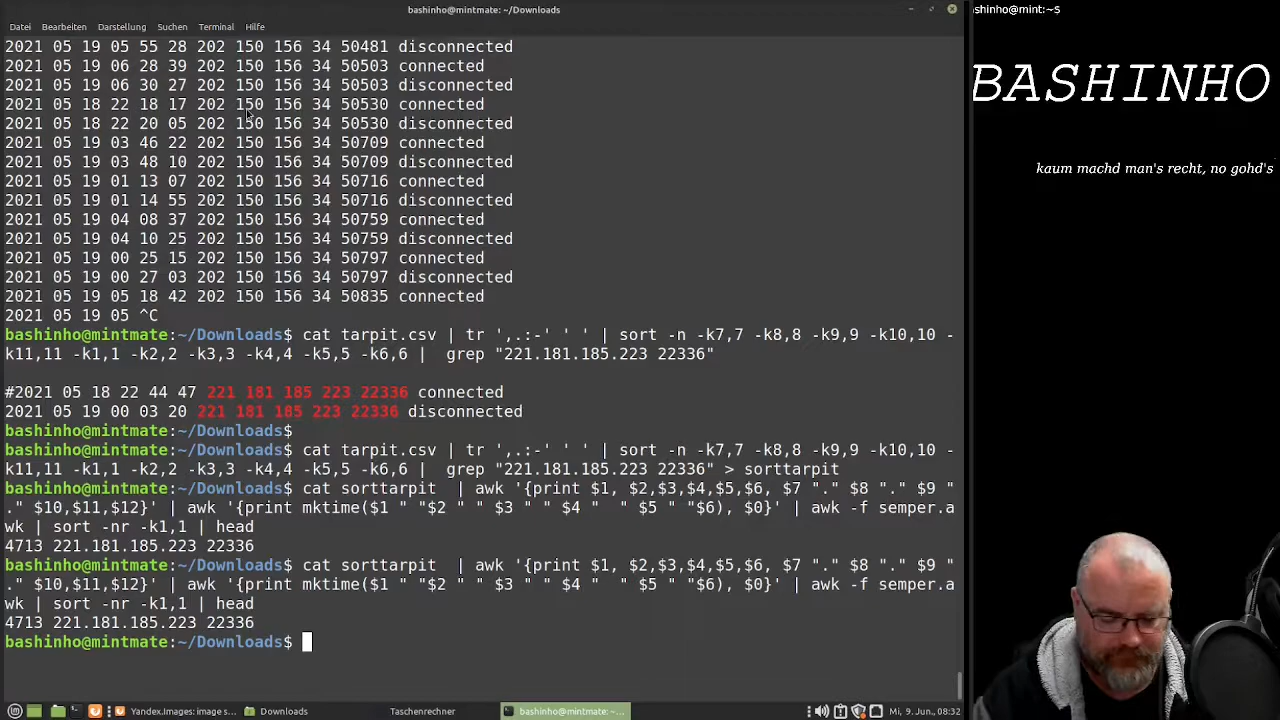 bashinho@mintmate: ~/Downloads
Datei Bearbeiten Darstellung Suchen Terminal Hilfe
2021 05 19 05 55 28 202 150 156 34 50481 disconnected
2021 05 19 06 28 39 202 150 156 34 50503 connected
2021 05 19 06 30 27 202 150 156 34 50503 disconnected
2021 05 18 22 18 17 202 150 156 34 50530 connected
2021 05 18 22 20 05 202 150 156 34 50530 disconnected
2021 05 19 03 46 22 202 150 156 34 50709 connected
2021 05 19 03 48 10 202 150 156 34 50709 disconnected
2021 05 19 01 13 07 202 150 156 34 50716 connected
2021 05 19 01 14 55 202 150 156 34 50716 disconnected
2021 05 19 04 08 37 202 150 156 34 50759 connected
2021 05 19 04 10 25 202 150 156 34 50759 disconnected
2021 05 19 00 25 15 202 150 156 34 50797 connected
2021 05 19 00 27 03 202 150 156 34 50797 disconnected
2021 05 19 05 18 42 202 150 156 34 50835 connected
2021 05 19 05 ^C
bashinho@mintmate:~/Downloads$ cat tarpit.csv | tr ',.:-' ' ' | sort -n -k7,7 -k8,8 -k9,9 -k10,10 -
k11,11 -k1,1 -k2,2 -k3,3 -k4,4 -k5,5 -k6,6 |  grep "221.181.185.223 22336"
#2021 05 18 22 44 47 221 181 185 223 22336 connected
2021 05 19 00 03 20 221 181 185 223 22336 disconnected
bashinho@mintmate:~/Downloads$
bashinho@mintmate:~/Downloads$ cat tarpit.csv | tr ',.:-' ' ' | sort -n -k7,7 -k8,8 -k9,9 -k10,10 -
k11,11 -k1,1 -k2,2 -k3,3 -k4,4 -k5,5 -k6,6 |  grep "221.181.185.223 22336" > sorttarpit
bashinho@mintmate:~/Downloads$ cat sorttarpit  | awk '{print $1, $2,$3,$4,$5,$6, $7 "." $8 "." $9 "
." $10,$11,$12}' | awk '{print mktime($1 " "$2 " " $3 " " $4 "  " $5 " "$6), $0}' | awk -f semper.a
wk | sort -nr -k1,1 | head
4713 221.181.185.223 22336
bashinho@mintmate:~/Downloads$ cat sorttarpit  | awk '{print $1, $2,$3,$4,$5,$6, $7 "." $8 "." $9 "
." $10,$11,$12}' | awk '{print mktime($1 " "$2 " " $3 " " $4 "  " $5 " "$6), $0}' | awk -f semper.a
wk | sort -nr -k1,1 | head
4713 221.181.185.223 22336
bashinho@mintmate:~/Downloads$
shinho@mint:~$
BASHINHO
kaum machd man's recht, no gohd's
Yandex.Images: image s... Downloads Taschenrechner bashinho@mintmate: ~... Mi, 9. Jun., 08:32